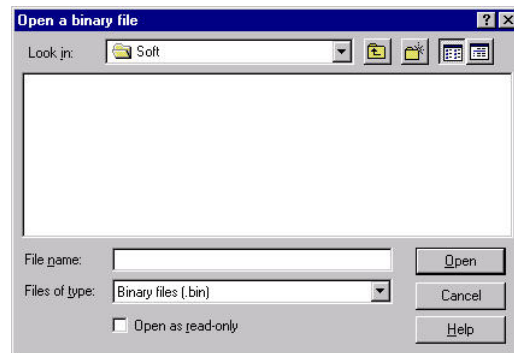 Open a binary file
Look in: Soft
File name: Open
Files of type: Binary files (.bin) Cancel
Open as read-only Help